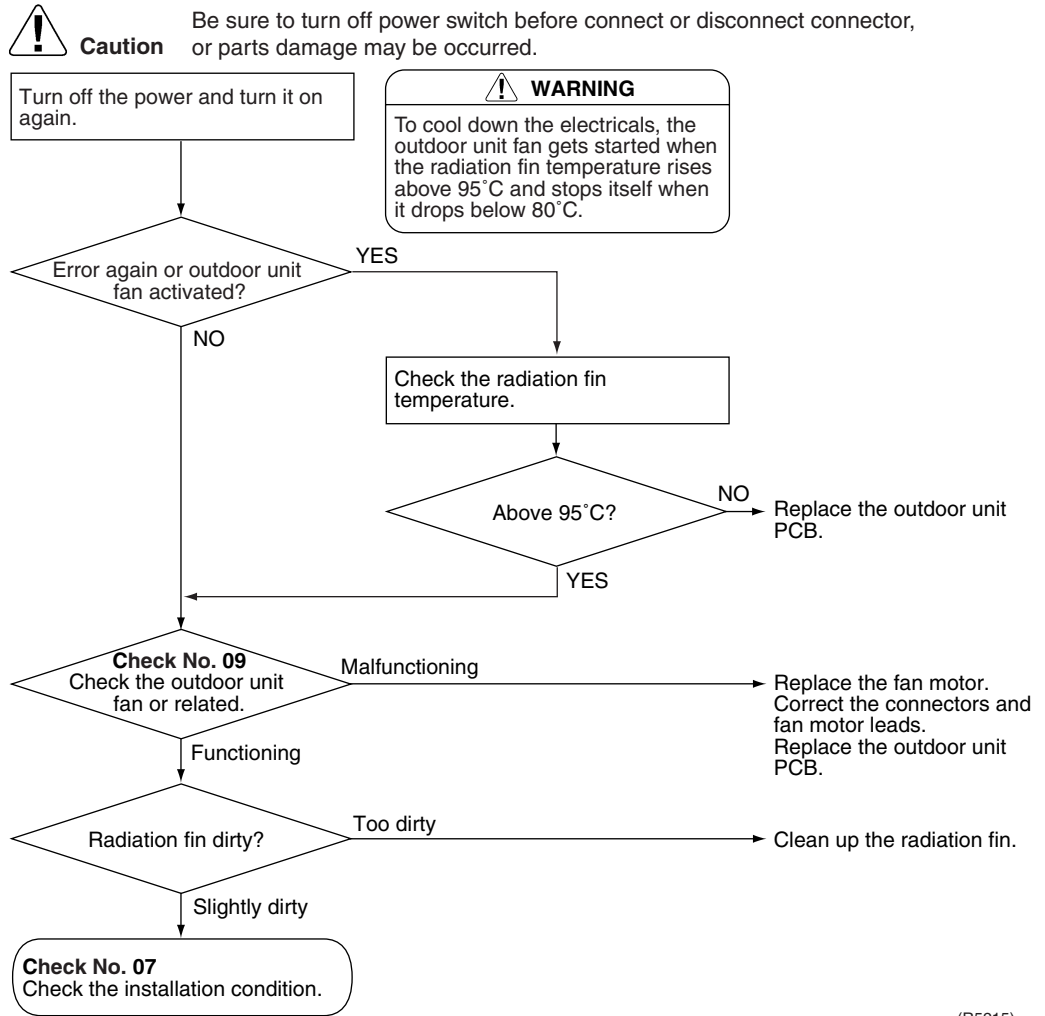 Caution
Be sure to turn off power switch before connect or disconnect connector,
or parts damage may be occurred.
Turn off the power and turn it on
again.
WARNING
To cool down the electricals, the
outdoor unit fan gets started when
the radiation fin temperature rises
above 95˚C and stops itself when
it drops below 80˚C.
Error again or outdoor unit
fan activated?
YES
NO
Check the radiation fin
temperature.
Above 95˚C?
NO
Replace the outdoor unit
PCB.
YES
Check No. 09
Check the outdoor unit
fan or related.
Malfunctioning
Replace the fan motor.
Correct the connectors and
fan motor leads.
Replace the outdoor unit
PCB.
Functioning
Radiation fin dirty?
Too dirty
Clean up the radiation fin.
Slightly dirty
Check No. 07
Check the installation condition.